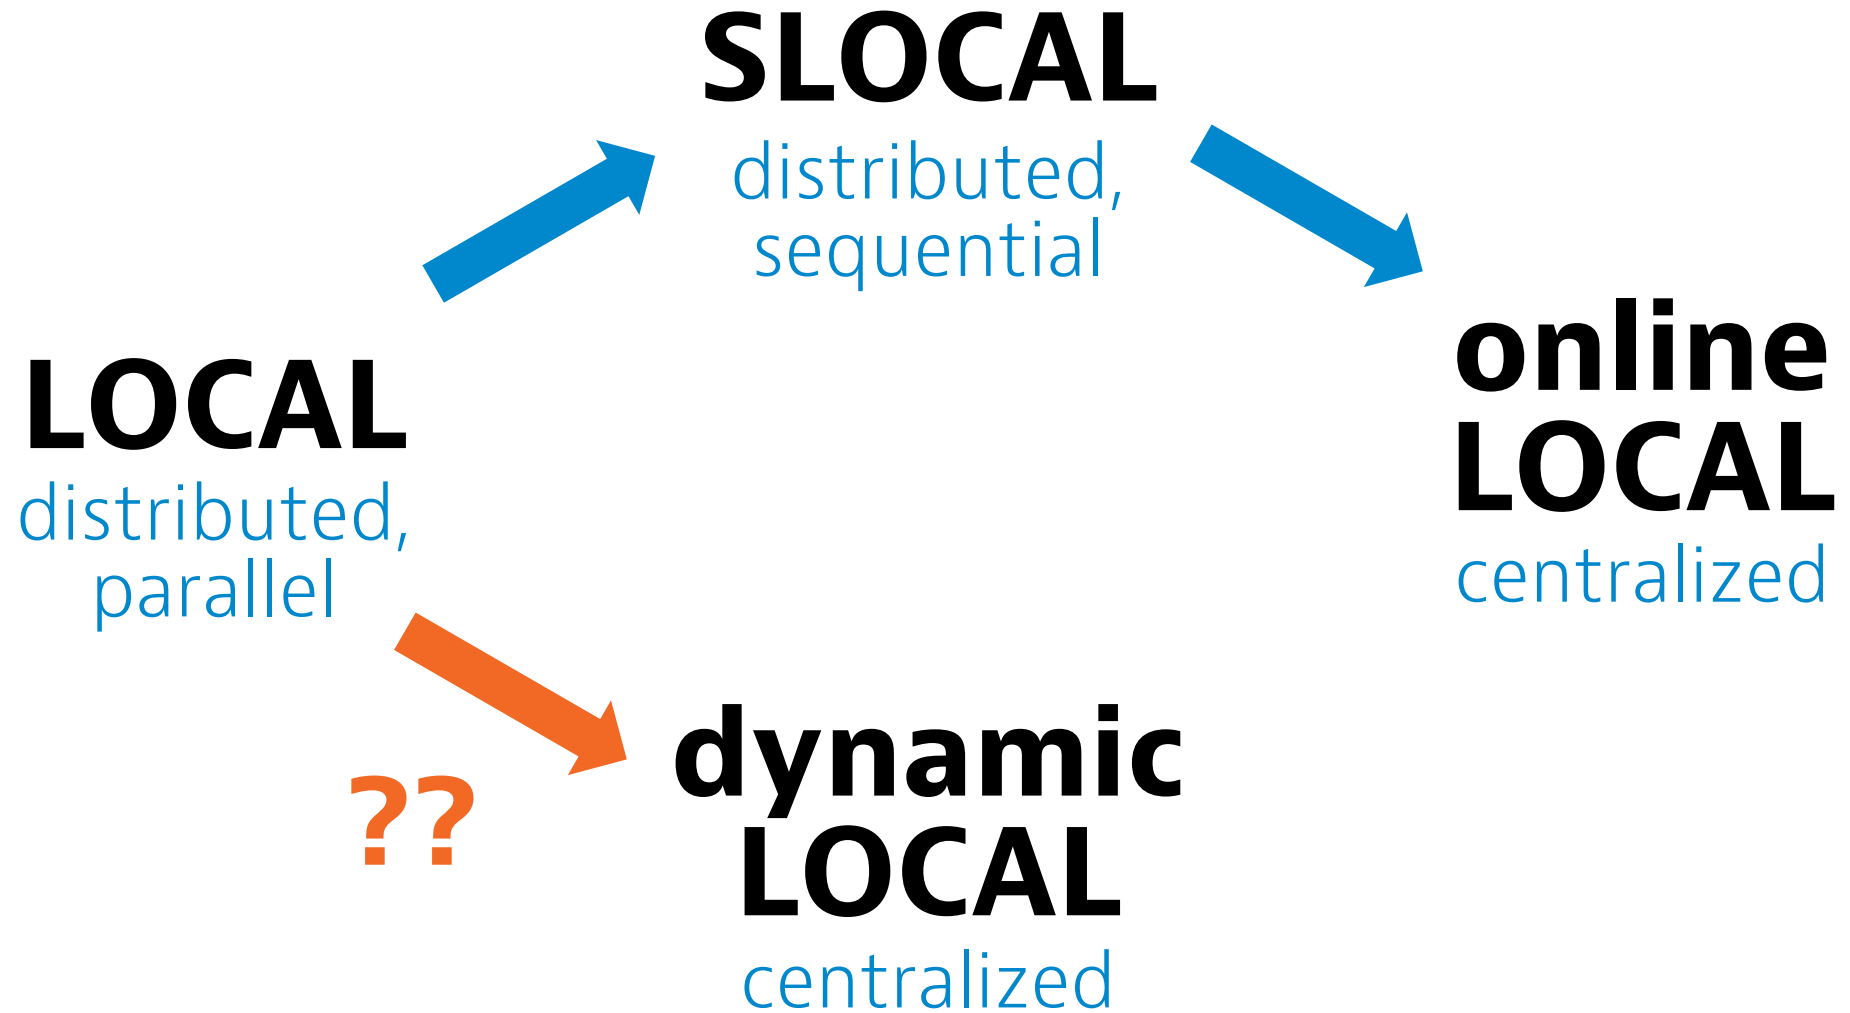 SLOCAL
distributed,
sequential
LOCAL
distributed,
parallel
online
LOCAL
centralized
??
dynamic
LOCAL
centralized